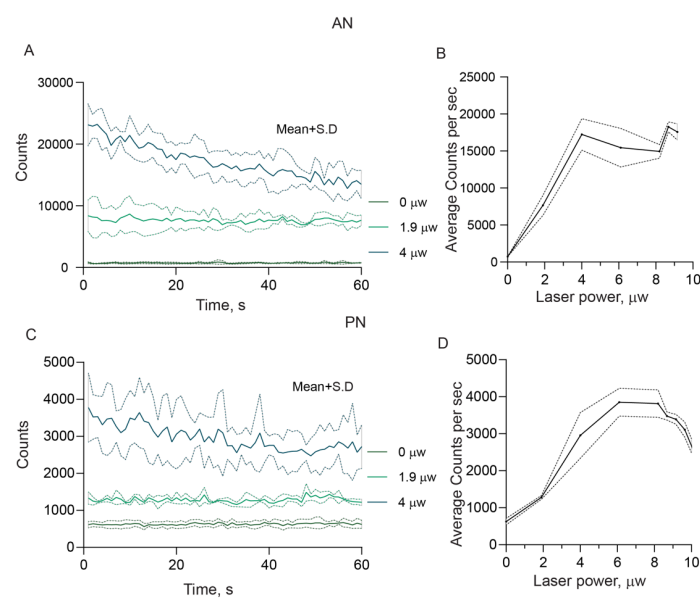 AN
A
B
30000
20000
10000
0
Counts
Mean+S.D
0 μw
1.9 μw
4 μw
0 20 40 60
Time, s
25000
20000
15000
10000
5000
0
Average Counts per sec
0 2 4 6 8 10
Laser power, μw
PN
C
D
5000
4000
3000
2000
1000
0
Counts
Mean+S.D
0 μw
1.9 μw
4 μw
0 20 40 60
Time, s
5000
4000
3000
2000
1000
0
Average Counts per sec
0 2 4 6 8 10
Laser power, μw